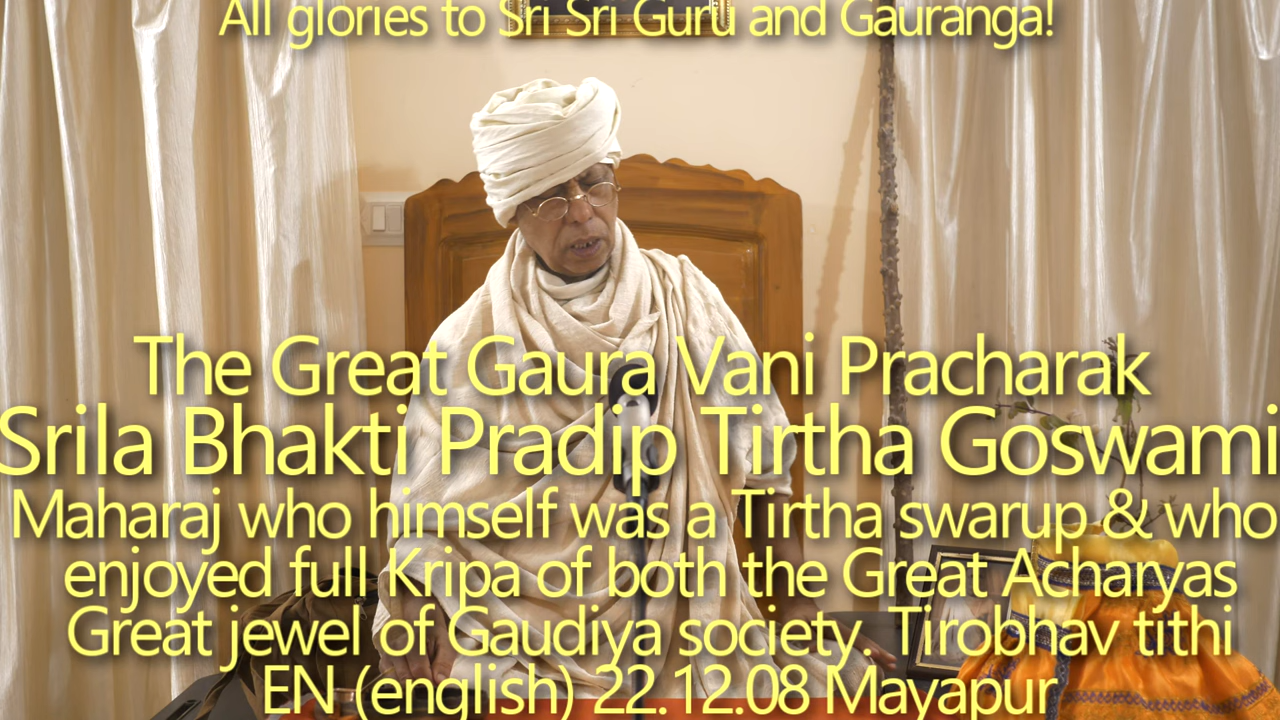 All glories to Sri Sri Guru and Gauranga!
The Great Gaura Vani Pracharak
Srila Bhakti Pradip Tirtha Goswami
Maharaj who himself was a Tirtha swarup & who
enjoyed full Kripa of both the Great Acharyas
Great jewel of Gaudiya society. Tirobhav tithi
EN (english) 22.12.08 Mayapur